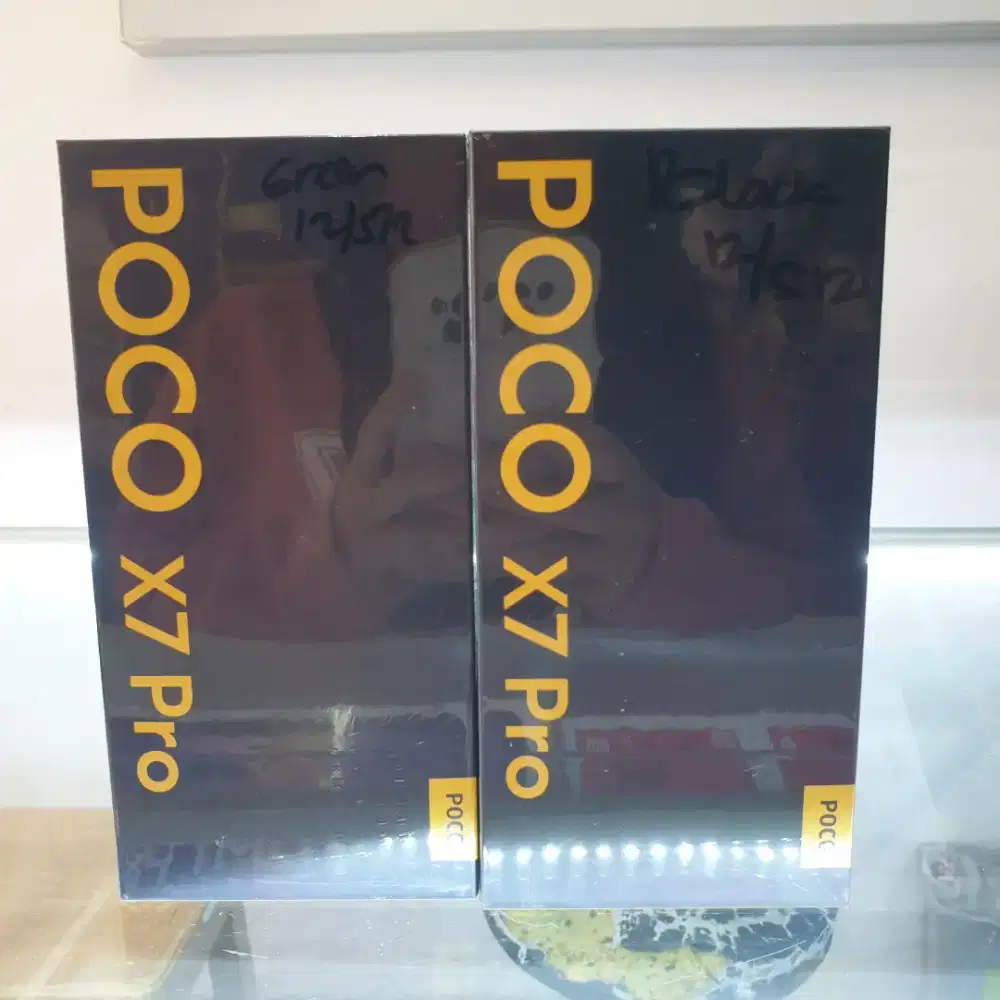 POCO X7 Pro
Green
12/512
POCO
POCO X7 Pro
Black
12/512
POCO